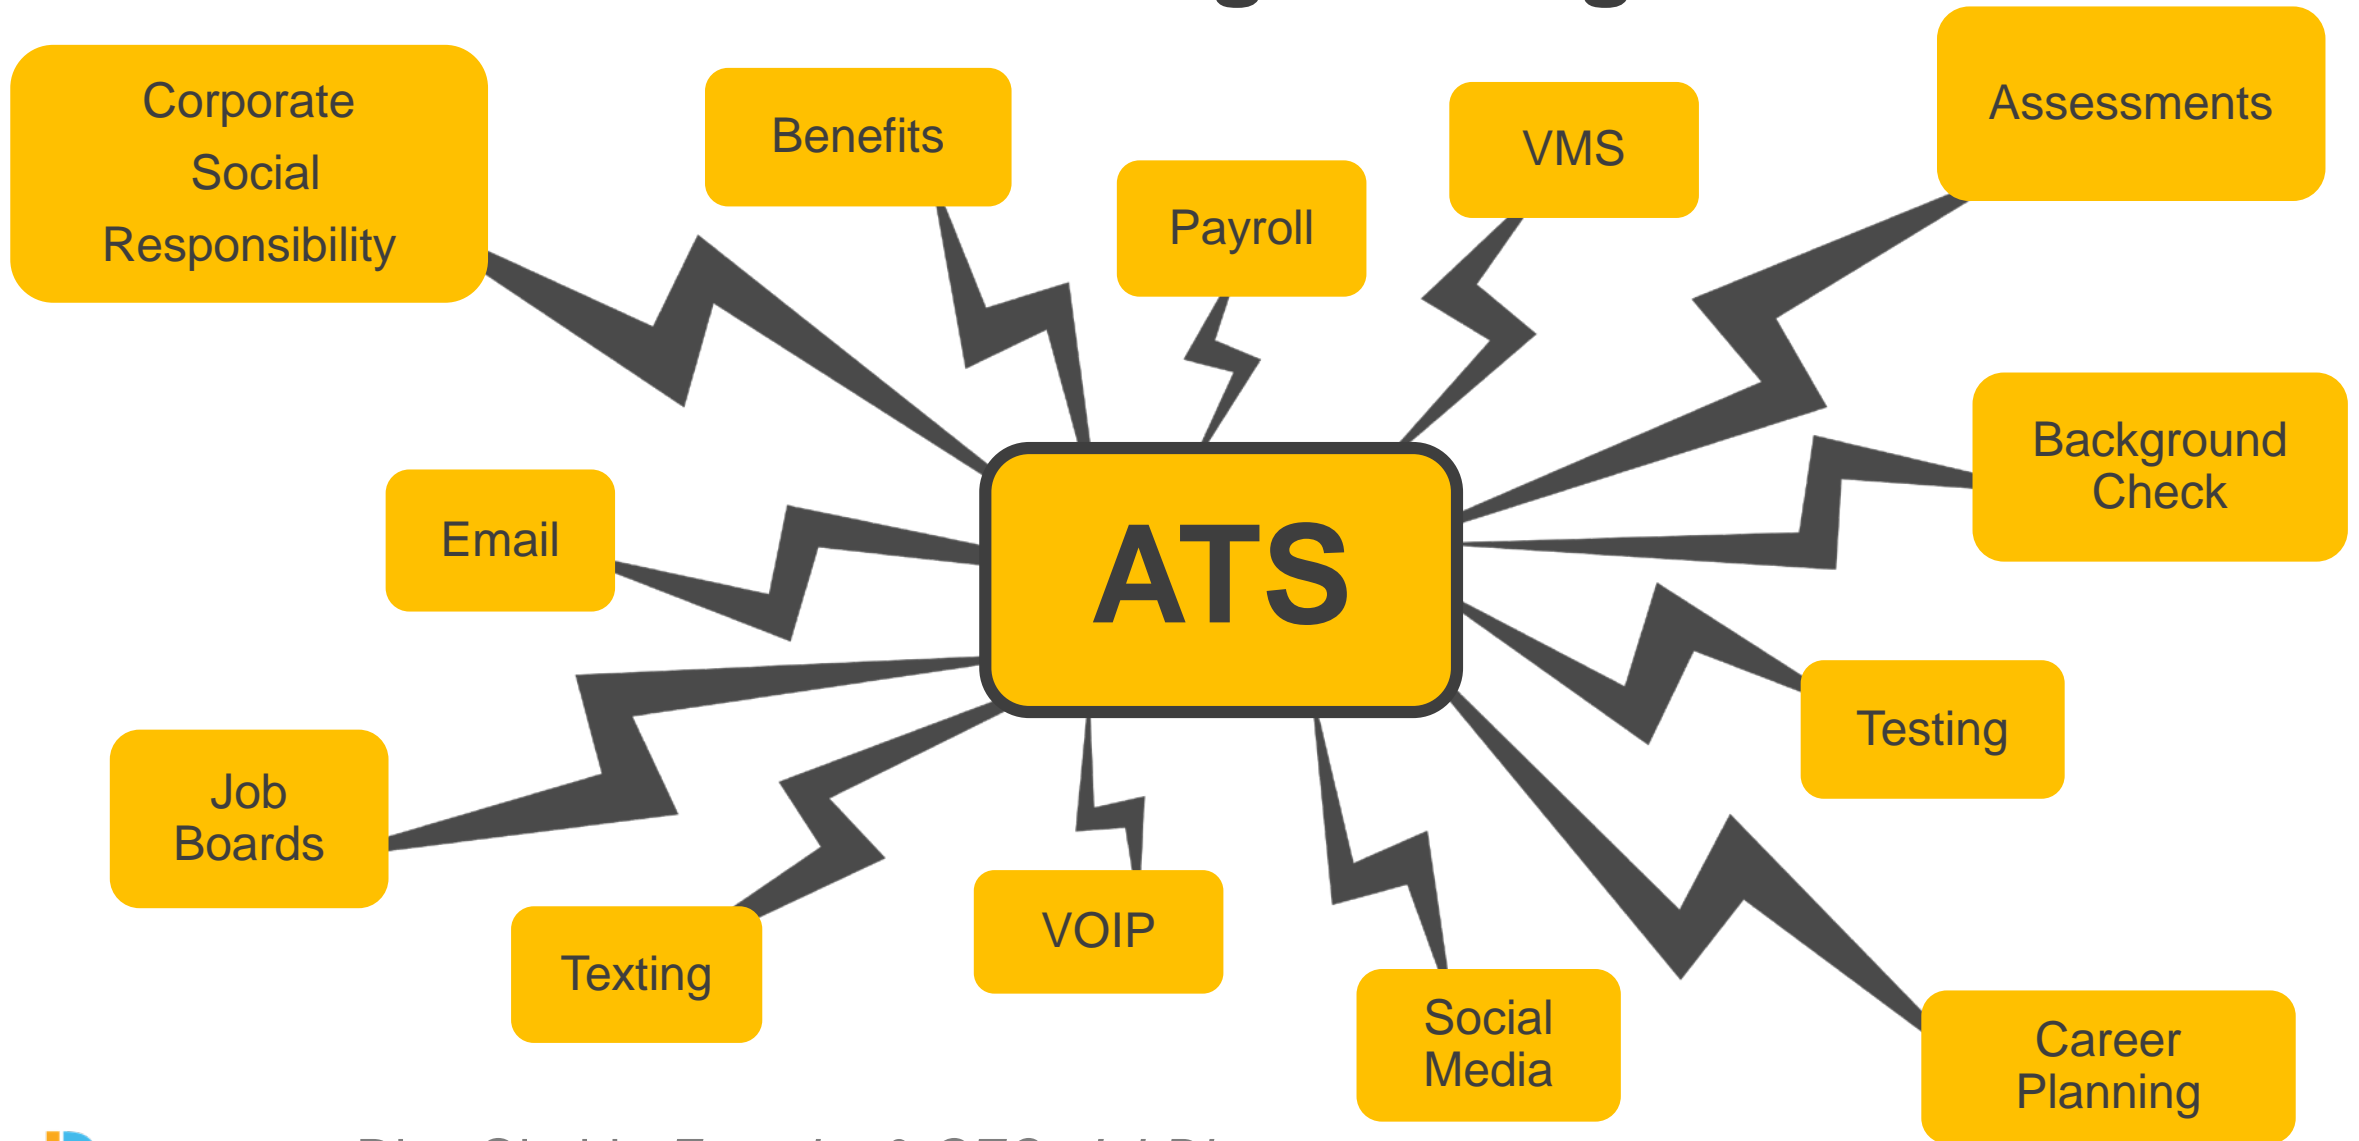 Corporate
Social
Responsibility
Benefits
Payroll
VMS
Assessments
Background
Check
Email
ATS
Testing
Job
Boards
Texting
VOIP
Social
Media
Career
Planning